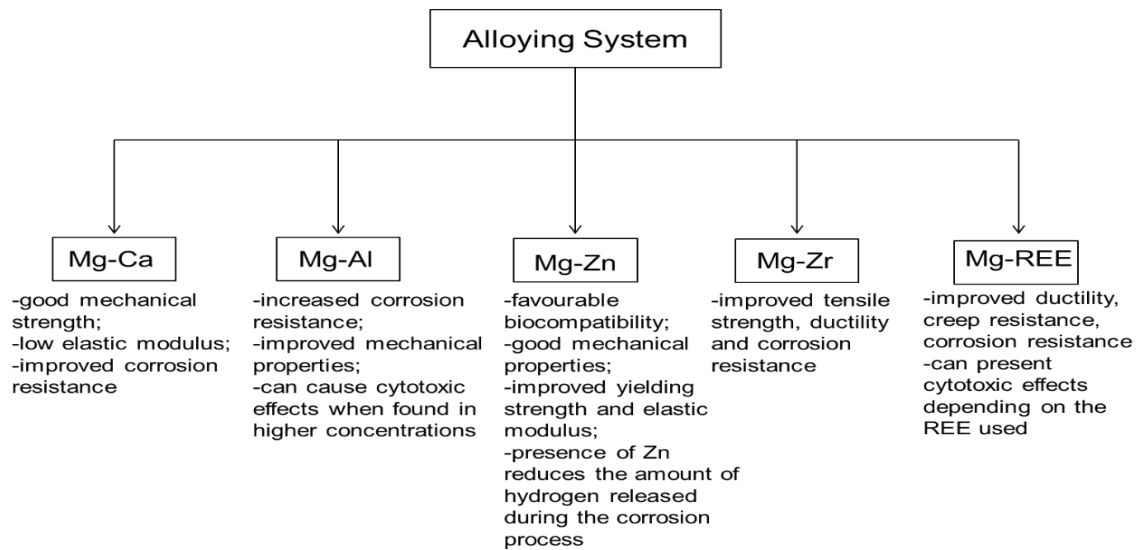 Alloying System
Mg-Ca
-good mechanical
strength;
-low elastic modulus;
-improved corrosion
resistance
Mg-Al
-increased corrosion
resistance;
-improved mechanical
properties;
-can cause cytotoxic
effects when found in
higher concentrations
Mg-Zn
-favourable
biocompatibility;
-good mechanical
properties;
-improved yielding
strength and elastic
modulus;
-presence of Zn
reduces the amount of
hydrogen released
during the corrosion
process
Mg-Zr
-improved tensile
strength, ductility
and corrosion
resistance
Mg-REE
-improved ductility,
creep resistance,
corrosion resistance
-can present
cytotoxic effects
depending on the
REE used